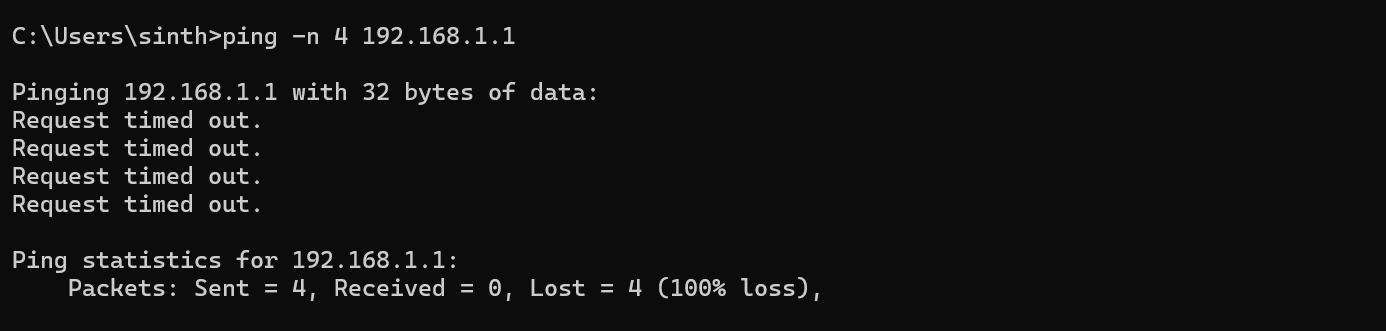 C:\Users\sinth>ping -n 4 192.168.1.1
Pinging 192.168.1.1 with 32 bytes of data:
Request timed out.
Request timed out.
Request timed out.
Request timed out.
Ping statistics for 192.168.1.1:
    Packets: Sent = 4, Received = 0, Lost = 4 (100% loss),